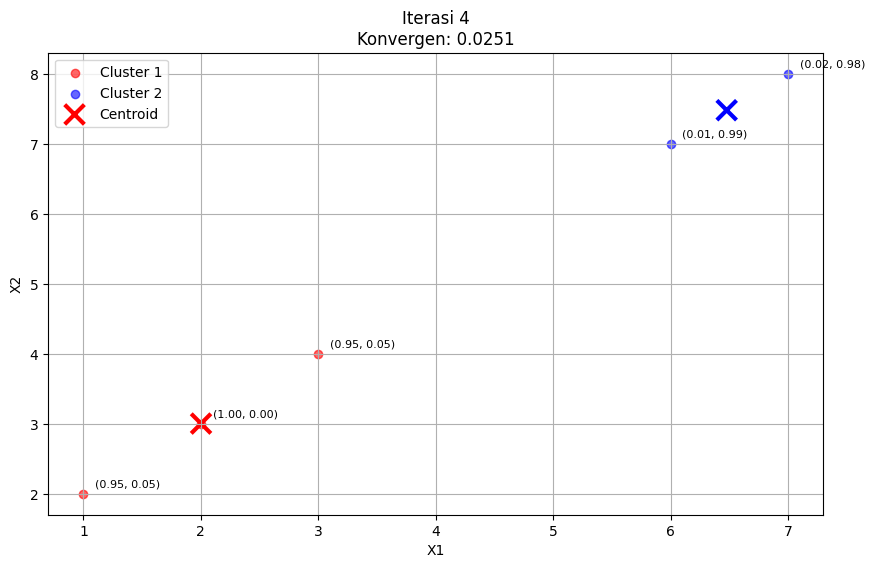 Iterasi 4
Konvergen: 0.0251
Cluster 1
Cluster 2
Centroid
(0.02, 0.98)
(0.01, 0.99)
(0.95, 0.05)
(1.00, 0.00)
(0.95, 0.05)
8
7
6
5
4
3
2
X2
1 2 3 4 5 6 7
X1